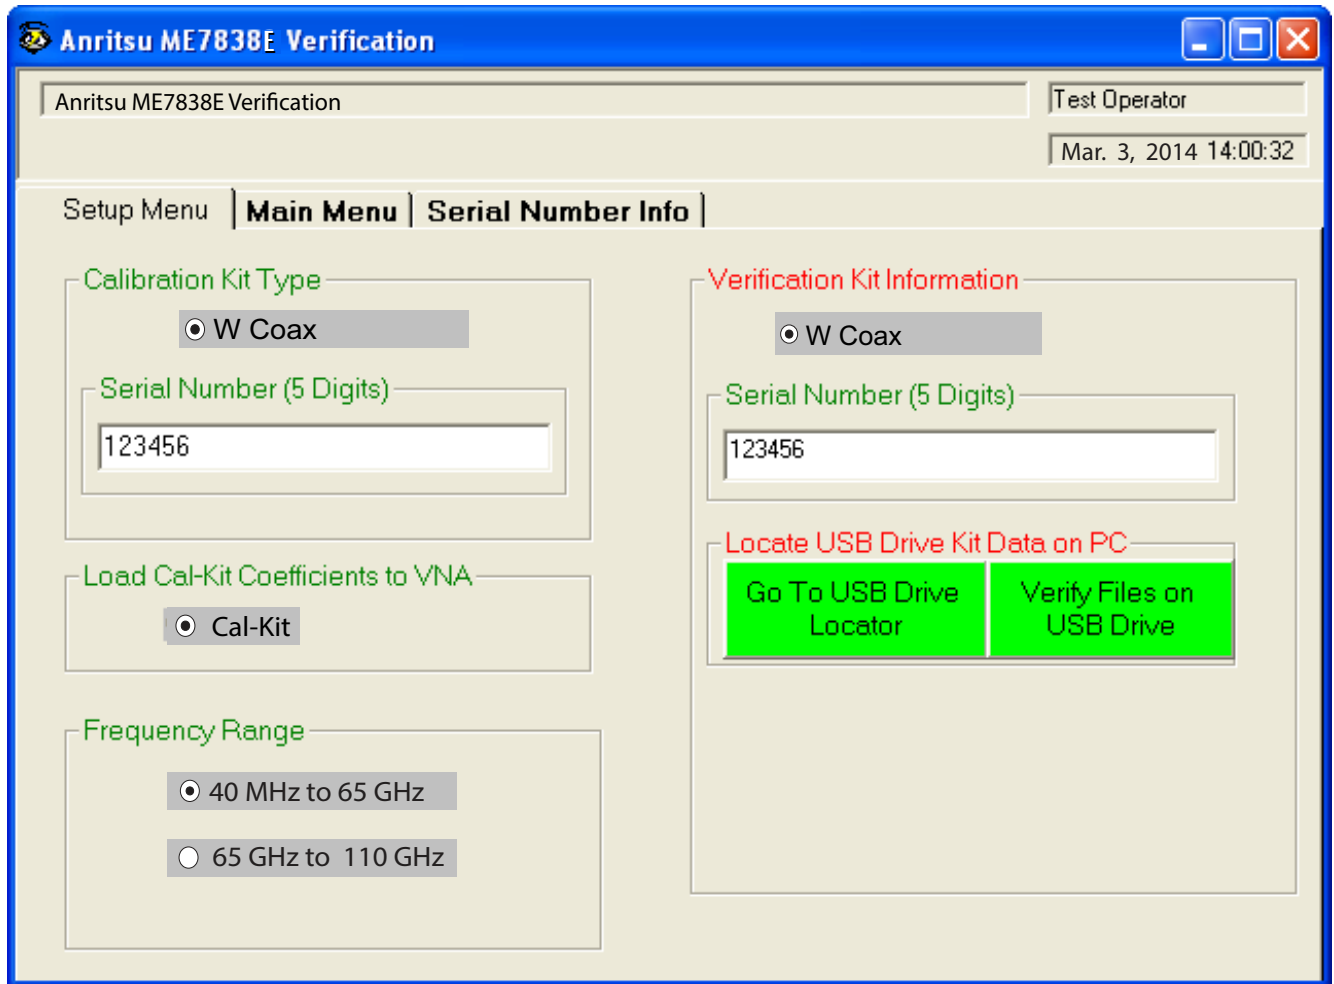 Anritsu ME7838E Verification
Anritsu ME7838E Verification
Test Operator
Mar. 3, 2014 14:00:32
Setup Menu
Main Menu
Serial Number Info
Calibration Kit Type
W Coax
Serial Number (5 Digits)
123456
Load Cal-Kit Coefficients to VNA
Cal-Kit
Frequency Range
40 MHz to 65 GHz
65 GHz to 110 GHz
Verification Kit Information
W Coax
Serial Number (5 Digits)
123456
Locate USB Drive Kit Data on PC
Go To USB Drive
Locator
Verify Files on
USB Drive